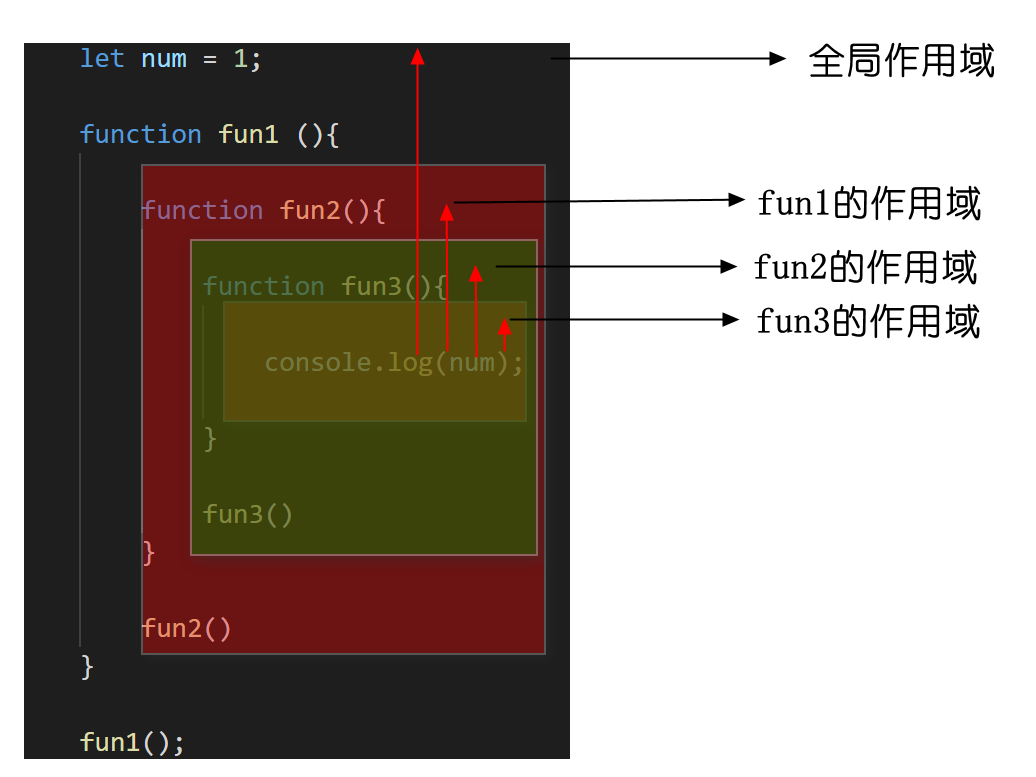 let num = 1;
全局作用域
function fun1 (){
function fun2(){
fun1的作用域
fun2的作用域
function fun3(){
fun3的作用域
console.log(num);
}
fun3()
}
fun2()
}
fun1();